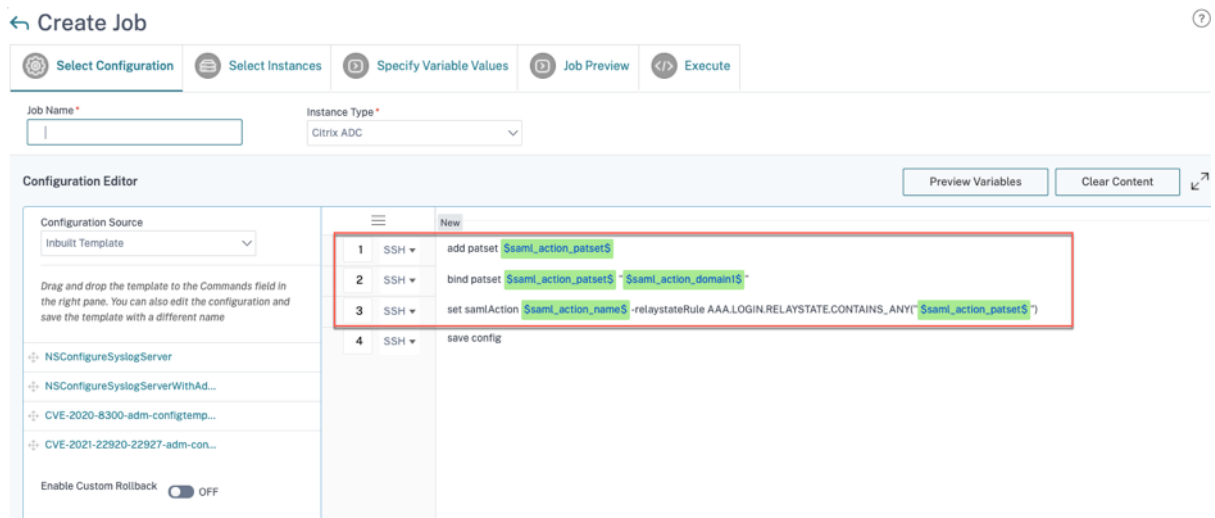 Create Job
?
Select Configuration
Select Instances
Specify Variable Values
Job Preview
Execute
Job Name*
Instance Type*
Citrix ADC
Configuration Editor
Preview Variables
Clear Content
Configuration Source
Inbuilt Template
Drag and drop the template to the Commands field in
the right pane. You can also edit the configuration and
save the template with a different name
NSConfigureSyslogServer
NSConfigureSyslogServerWithAd...
CVE-2020-8300-adm-configtemp...
CVE-2021-22920-22927-adm-con...
Enable Custom Rollback OFF
New
1 SSH add patset $saml_action_patset$
2 SSH bind patset $saml_action_patset$ "$saml_action_domain1$"
3 SSH set samlAction $saml_action_name$ -relaystateRule AAA.LOGIN.RELAYSTATE.CONTAINS_ANY("$saml_action_patset$")
4 SSH save config